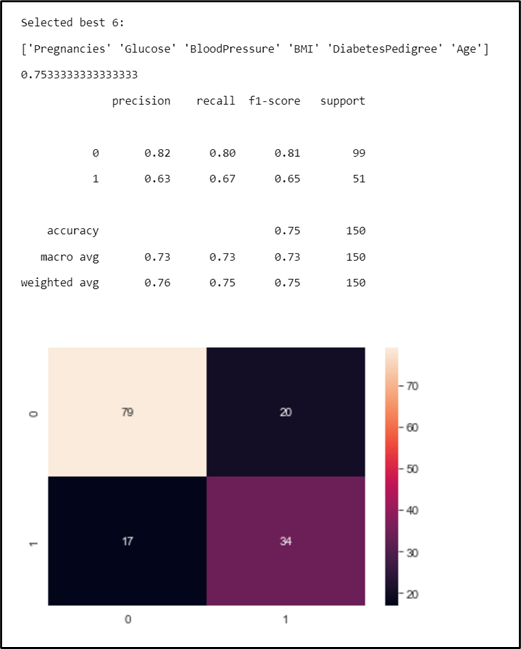 Selected best 6:
['Pregnancies' 'Glucose' 'BloodPressure' 'BMI' 'DiabetesPedigree' 'Age']
0.7533333333333333
precision recall f1-score support
0 0.82 0.80 0.81 99
1 0.63 0.67 0.65 51
accuracy 0.75 150
macro avg 0.73 0.73 0.73 150
weighted avg 0.76 0.75 0.75 150
70
0 79 20
60
50
40
1 17 34
30
20
0 1